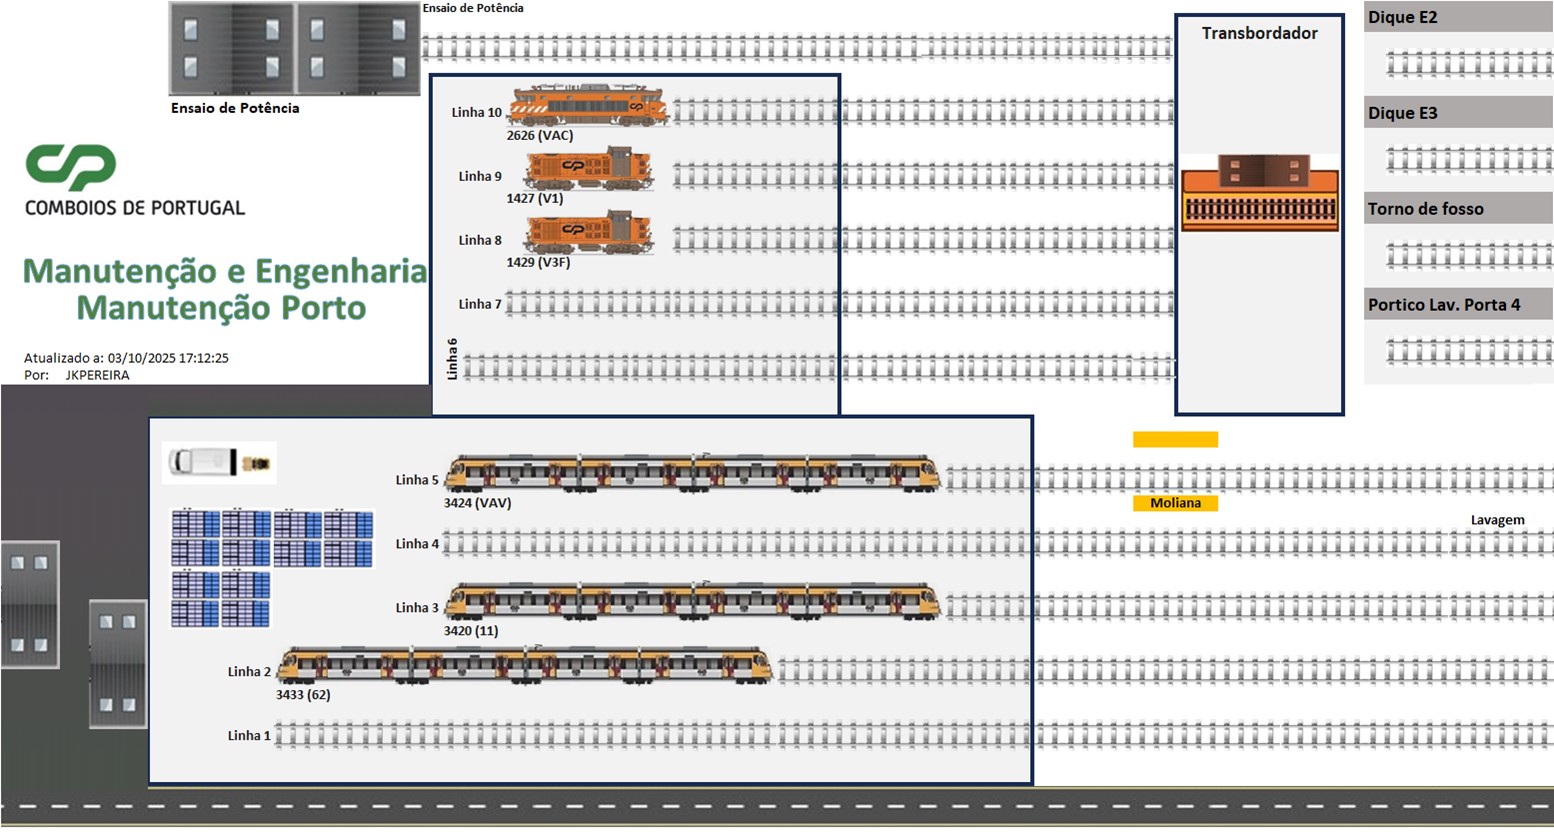 Ensaio de Potência
Ensaio de Potência
Transbordador
Dique E2
Dique E3
Torno de fosso
Portico Lav. Porta 4
CP
COMBOIOS DE PORTUGAL
Manutenção e Engenharia
Manutenção Porto
Atualizado a: 03/10/2025 17:12:25
Por: JKPEREIRA
Linha 10
2626 (VAC)
Linha 9
1427 (V1)
Linha 8
1429 (V3F)
Linha 7
Linha 6
Linha 5
3424 (VAV)
Moliana
Lavagem
Linha 4
Linha 3
3420 (11)
Linha 2
3433 (62)
Linha 1